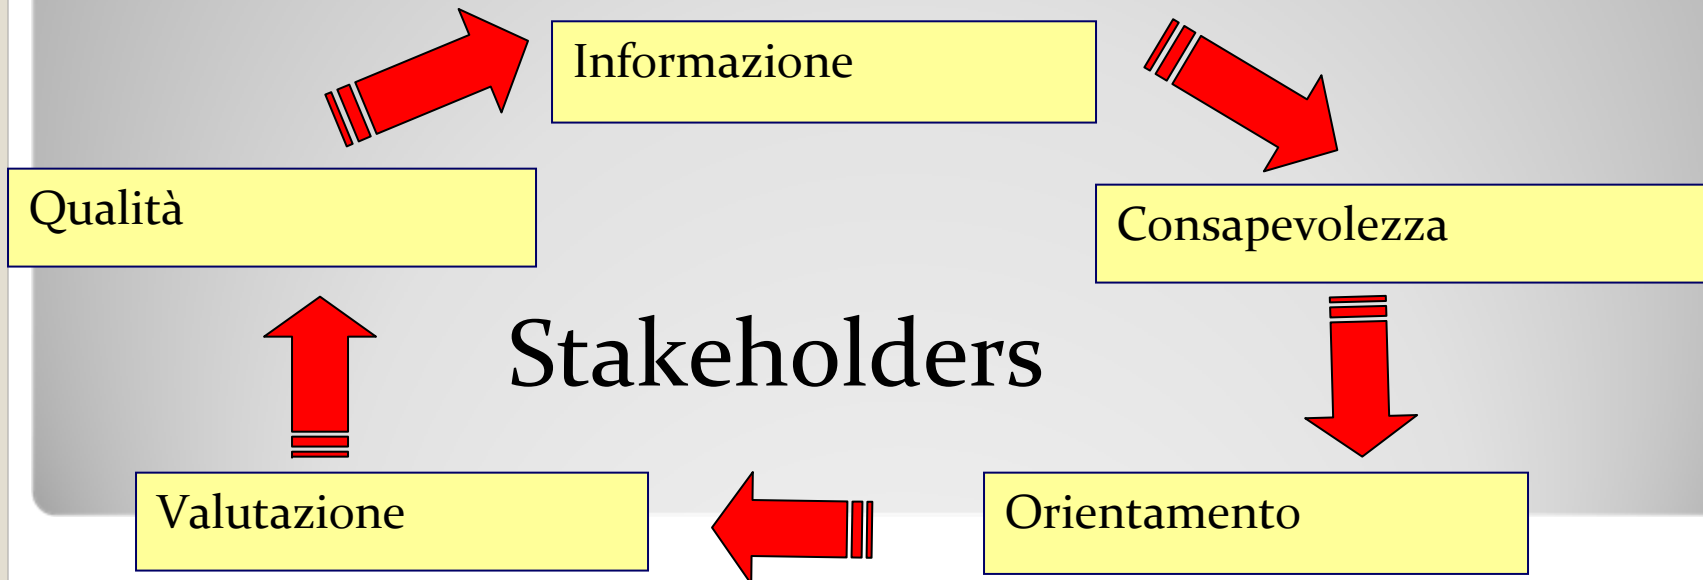 Informazione
Qualità
Consapevolezza
Stakeholders
Valutazione
Orientamento